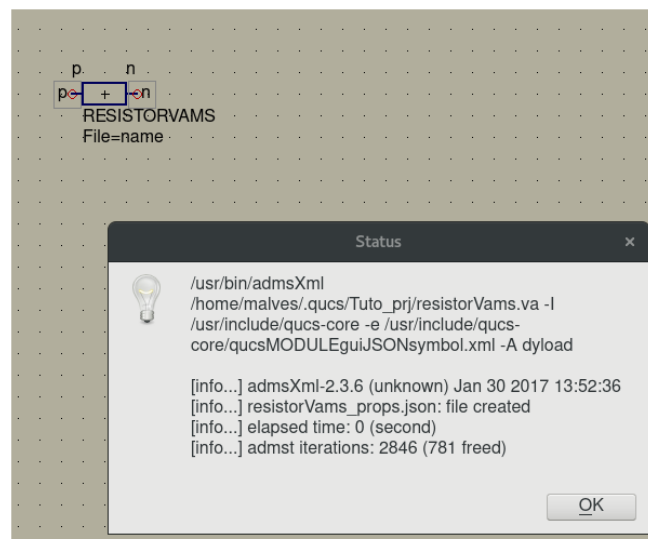 p n
p + n
RESISTORVAMS
File=name
Status ×
/usr/bin/admsXml
/home/malves/.qucs/Tuto_prj/resistorVams.va -I
/usr/include/qucs-core -e /usr/include/qucs-
core/qucsMODULEguiJSONsymbol.xml -A dyload
[info...] admsXml-2.3.6 (unknown) Jan 30 2017 13:52:36
[info...] resistorVams_props.json: file created
[info...] elapsed time: 0 (second)
[info...] admst iterations: 2846 (781 freed)
OK